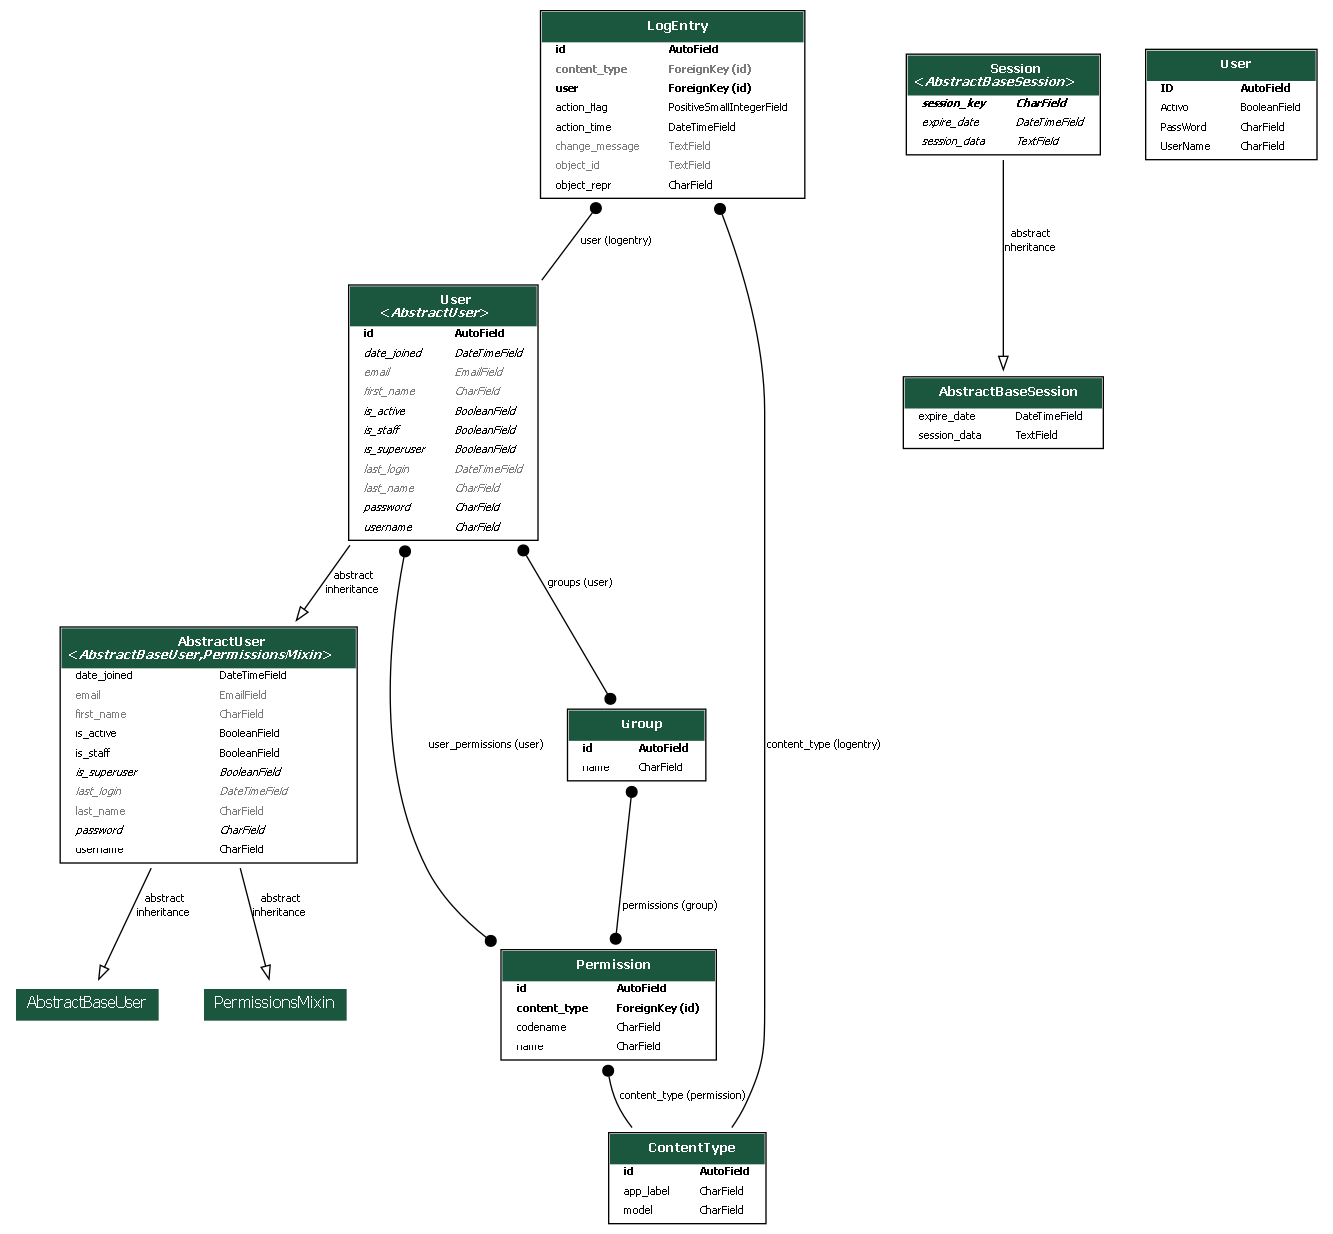 LogEntry
id AutoField
content_type ForeignKey (id)
user ForeignKey (id)
action_flag PositiveSmallIntegerField
action_time DateTimeField
change_message TextField
object_id TextField
object_repr CharField
Session
<AbstractBaseSession>
session_key CharField
expire_date DateTimeField
session_data TextField
User
ID AutoField
Activo BooleanField
PassWord CharField
UserName CharField
user (logentry)
abstract
inheritance
User
<AbstractUser>
id AutoField
date_joined DateTimeField
email EmailField
first_name CharField
is_active BooleanField
is_staff BooleanField
is_superuser BooleanField
last_login DateTimeField
last_name CharField
password CharField
username CharField
AbstractBaseSession
expire_date DateTimeField
session_data TextField
abstract
inheritance
groups (user)
AbstractUser
<AbstractBaseUser,PermissionsMixin>
date_joined DateTimeField
email EmailField
first_name CharField
is_active BooleanField
is_staff BooleanField
is_superuser BooleanField
last_login DateTimeField
last_name CharField
password CharField
username CharField
user_permissions (user)
Group
id AutoField
name CharField
content_type (logentry)
abstract
inheritance
abstract
inheritance
permissions (group)
AbstractBaseUser
PermissionsMixin
Permission
id AutoField
content_type ForeignKey (id)
codename CharField
name CharField
content_type (permission)
ContentType
id AutoField
app_label CharField
model CharField